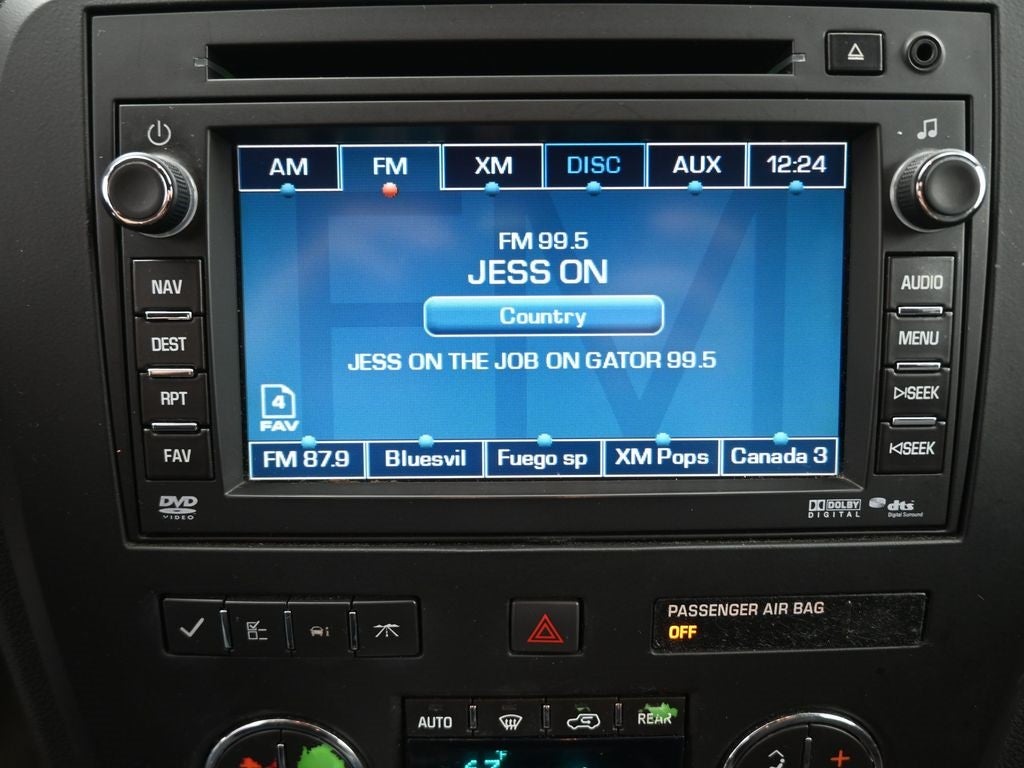 AM FM XM DISC AUX 12:24
FM 99.5
JESS ON
Country
JESS ON THE JOB ON GATOR 99.5
4
FAV
FM 87.9 Bluesvil Fuego sp XM Pops Canada 3
NAV
DEST
RPT
FAV
AUDIO
MENU
SEEK
SEEK
DVD
VIDEO
DOLBY
DIGITAL
dts
Digital Surround
PASSENGER AIR BAG
OFF
AUTO
REAR